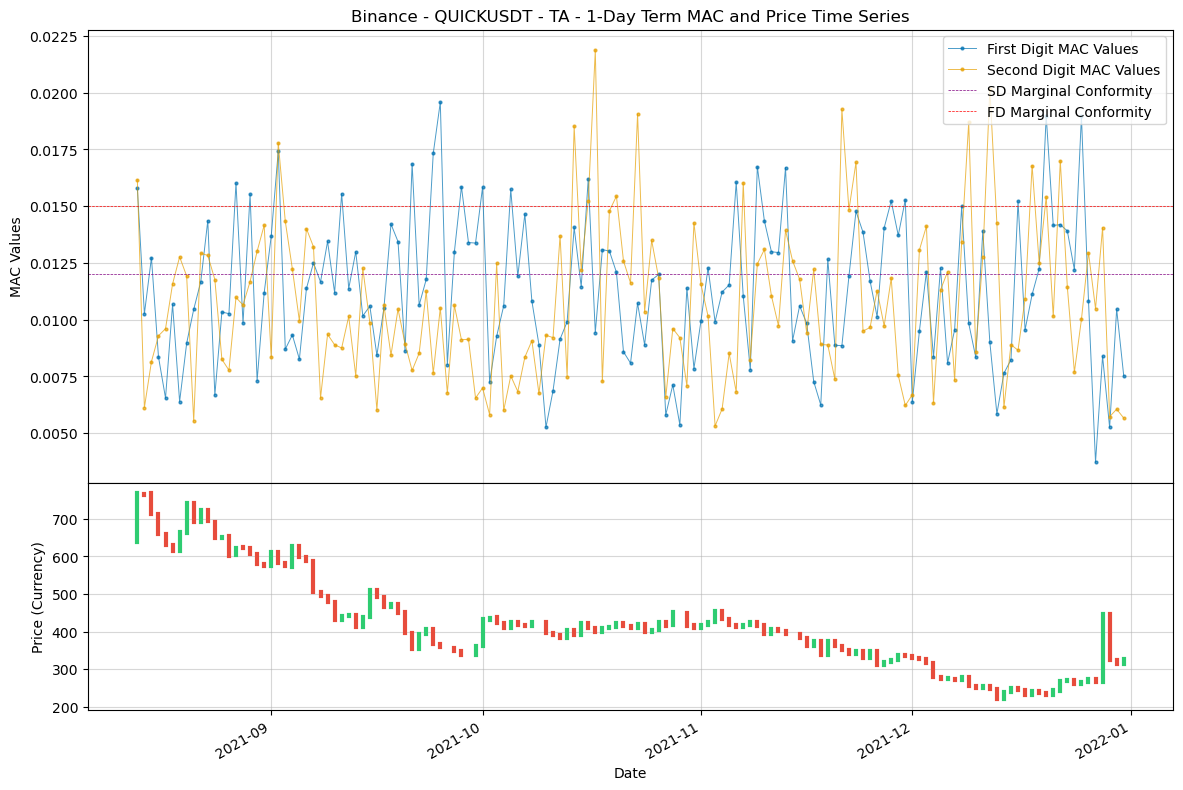 Binance - QUICKUSDT - TA - 1-Day Term MAC and Price Time Series
First Digit MAC Values
Second Digit MAC Values
SD Marginal Conformity
FD Marginal Conformity
MAC Values
0.0225
0.0200
0.0175
0.0150
0.0125
0.0100
0.0075
0.0050
Price (Currency)
700
600
500
400
300
200
2021-09
2021-10
2021-11
2021-12
2022-01
Date